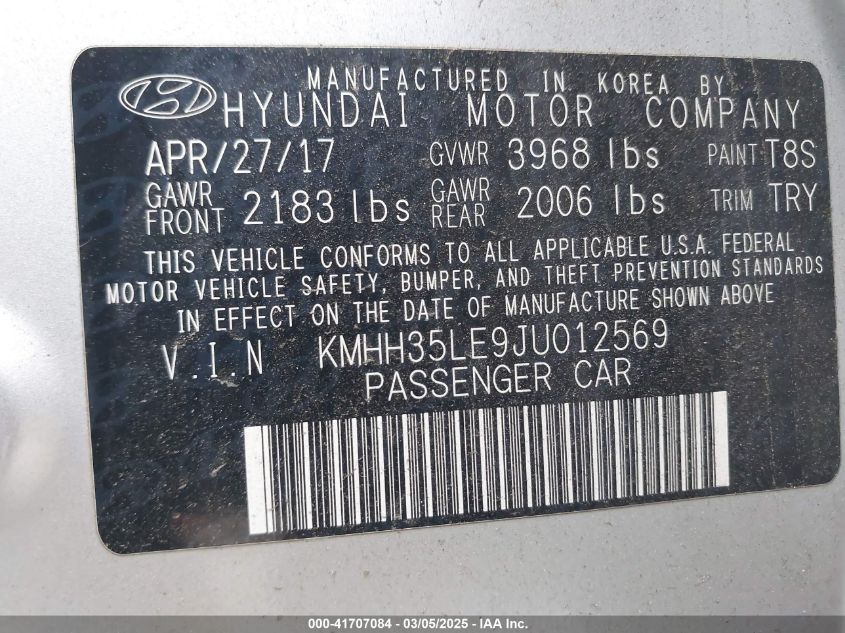 MANUFACTURED IN KOREA BY
HYUNDAI MOTOR COMPANY
APR/27/17 GVWR 3968 lbs PAINT T8S
GAWR FRONT 2183 lbs GAWR REAR 2006 lbs TRIM TRY
THIS VEHICLE CONFORMS TO ALL APPLICABLE U.S.A. FEDERAL
MOTOR VEHICLE SAFETY, BUMPER, AND THEFT PREVENTION STANDARDS
IN EFFECT ON THE DATE OF MANUFACTURE SHOWN ABOVE
V.I.N KMHH35LE9JU012569
PASSENGER CAR
000-41707084 - 03/05/2025 - IAA Inc.